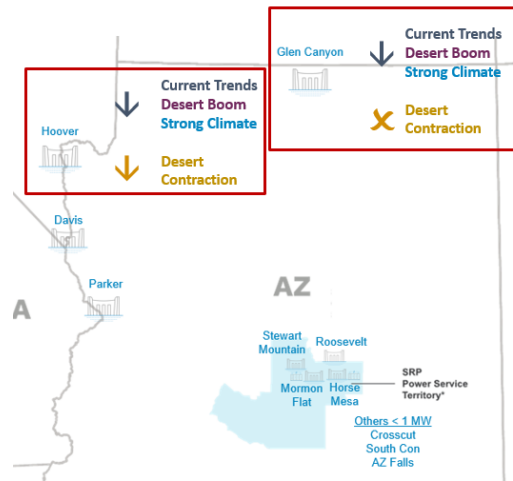 Glen Canyon
Current Trends
Desert Boom
Strong Climate
Desert
Contraction
Current Trends
Desert Boom
Strong Climate
Hoover
Desert
Contraction
Davis
Parker
A
AZ
Stewart
Mountain
Roosevelt
Mormon
Flat
Horse
Mesa
SRP
Power Service
Territory*
Others < 1 MW
Crosscut
South Con
AZ Falls